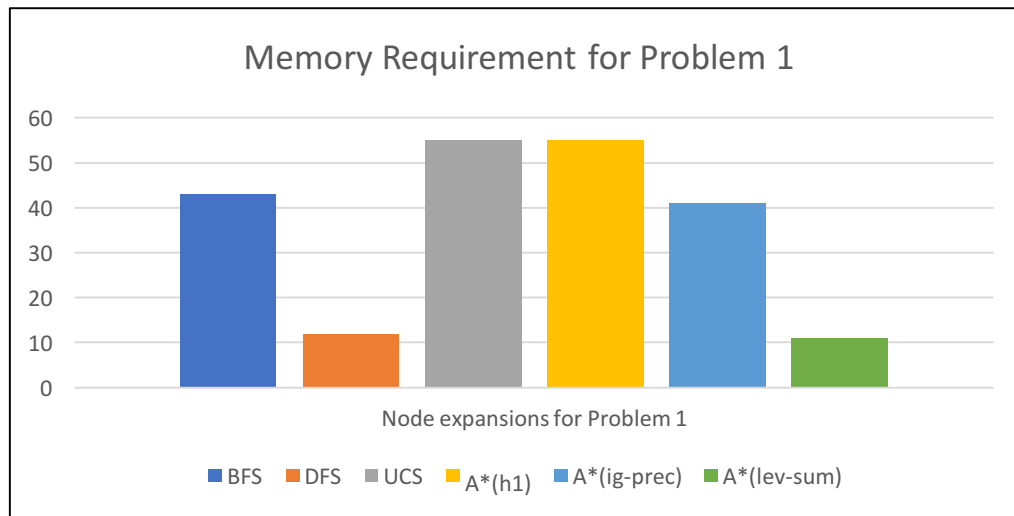 Memory Requirement for Problem 1
60
50
40
30
20
10
0
Node expansions for Problem 1
BFS DFS UCS A*(h1) A*(ig-prec) A*(lev-sum)